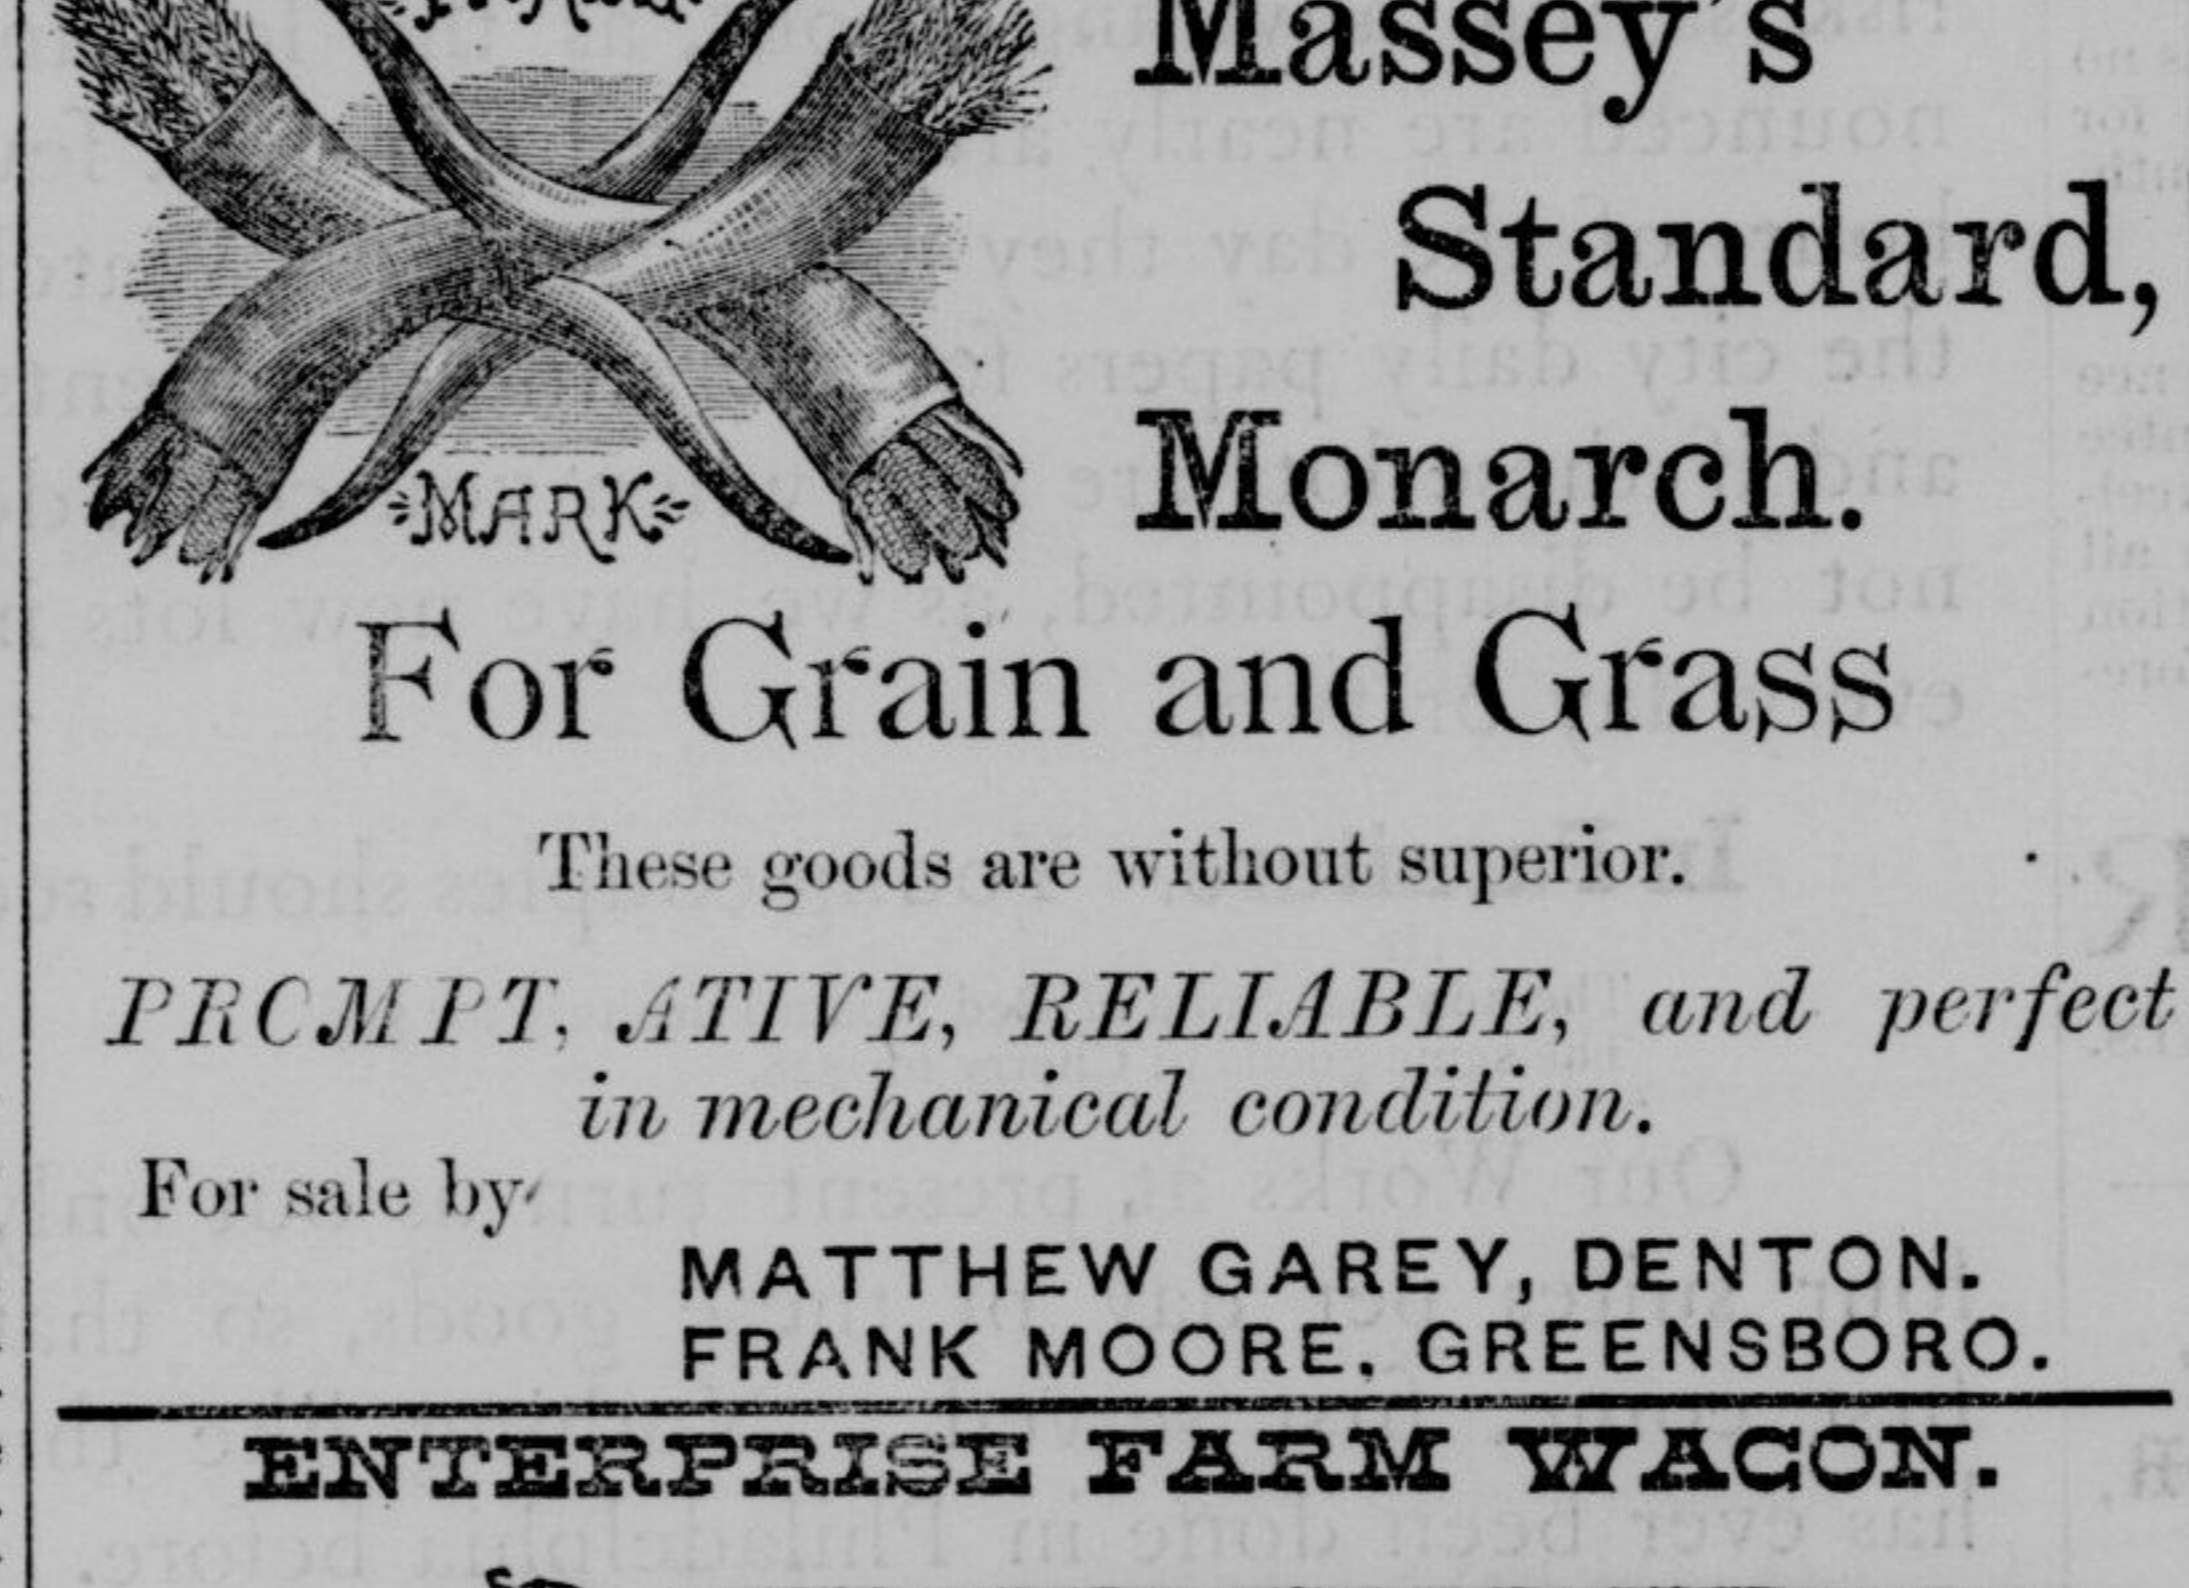 Massey's
Standard,
Monarch.
MARK
For Grain and Grass
These goods are without superior.
PRCMPT, ATIVE, RELIABLE, and perfect
in mechanical condition.
For sale by
MATTHEW GAREY, DENTON.
FRANK MOORE, GREENSBORO.
ENTERPRISE FARM WAGON.